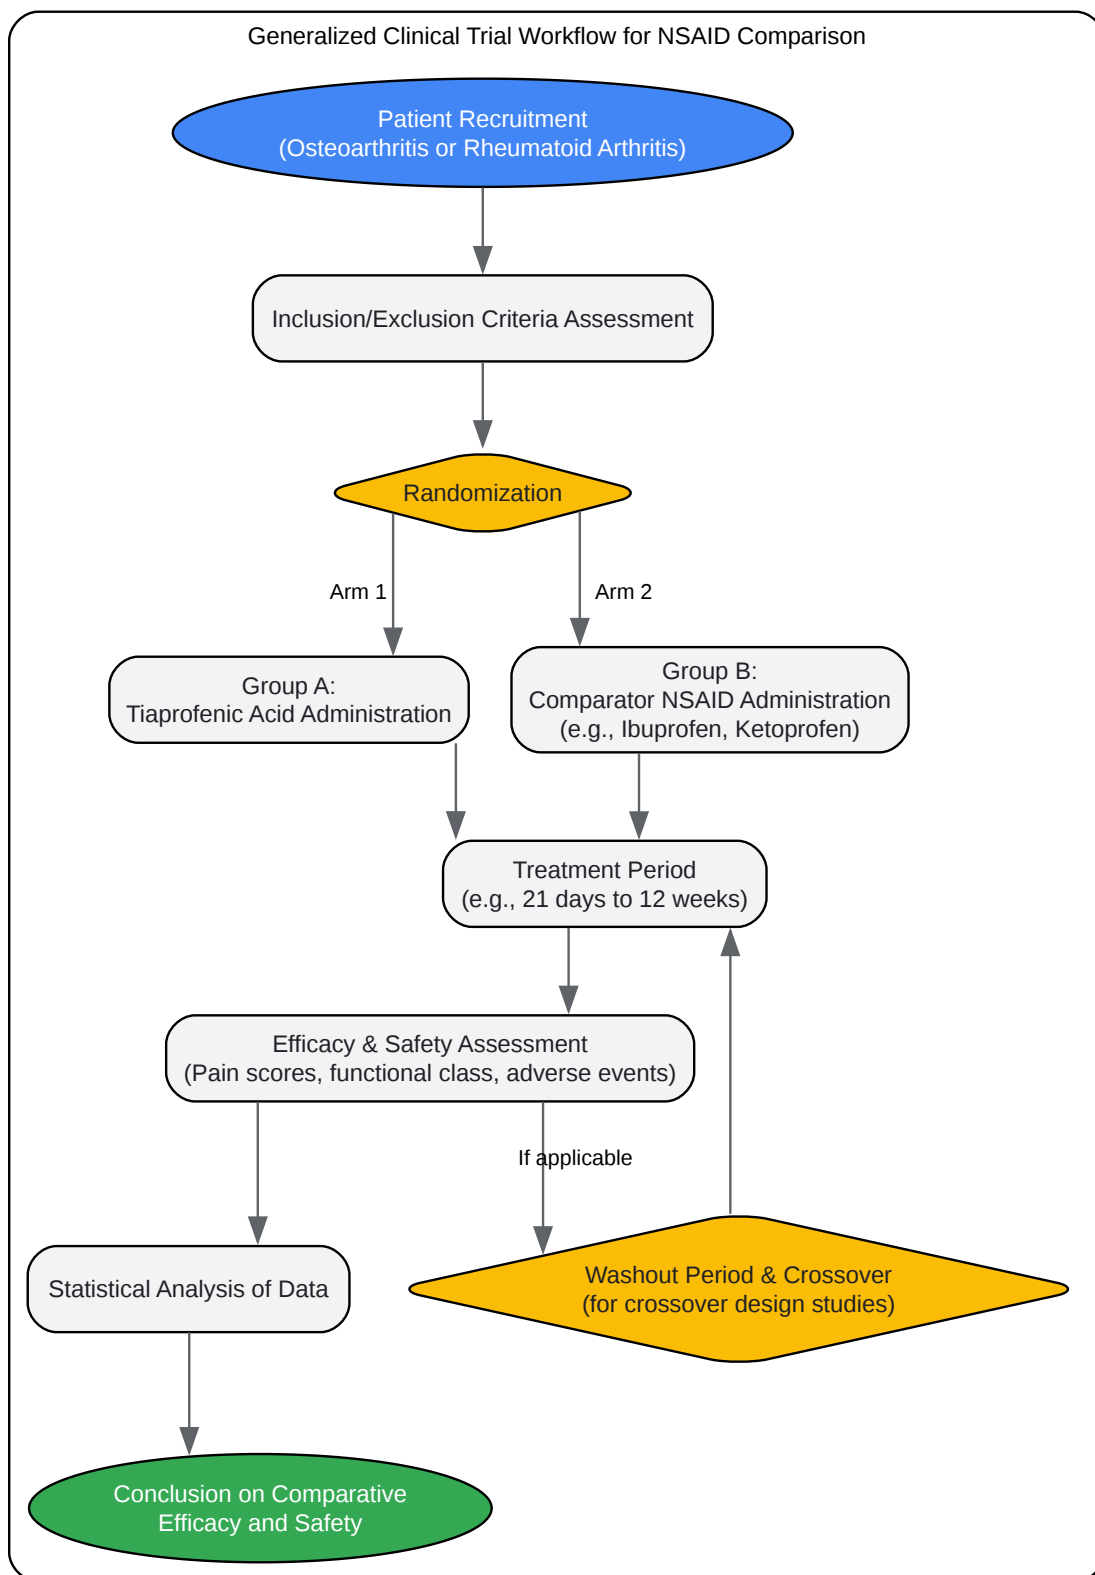 Generalized Clinical Trial Workflow for NSAID Comparison
Patient Recruitment
(Osteoarthritis or Rheumatoid Arthritis)
Inclusion/Exclusion Criteria Assessment
Randomization
Arm 1
Arm 2
Group A:
Tiaprofenic Acid Administration
Group B:
Comparator NSAID Administration
(e.g., Ibuprofen, Ketoprofen)
Treatment Period
(e.g., 21 days to 12 weeks)
Efficacy & Safety Assessment
(Pain scores, functional class, adverse events)
If applicable
Statistical Analysis of Data
Washout Period & Crossover
(for crossover design studies)
Conclusion on Comparative
Efficacy and Safety